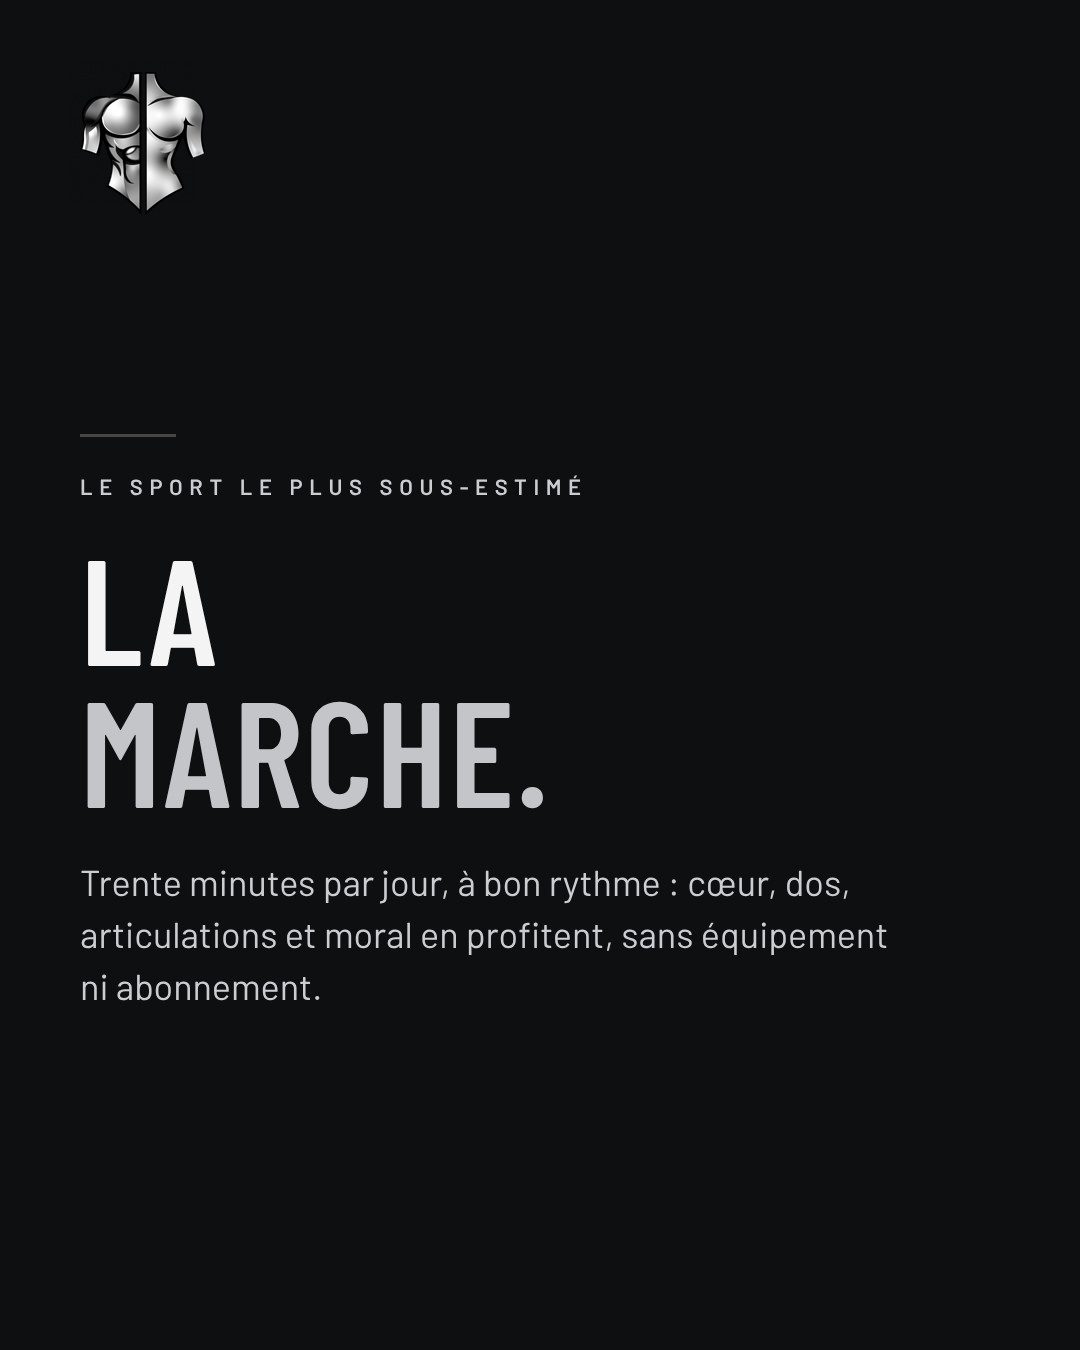 LE SPORT LE PLUS SOUS-ESTIMÉ
LA
MARCHE.
Trente minutes par jour, à bon rythme : cœur, dos,
articulations et moral en profitent, sans équipement
ni abonnement.